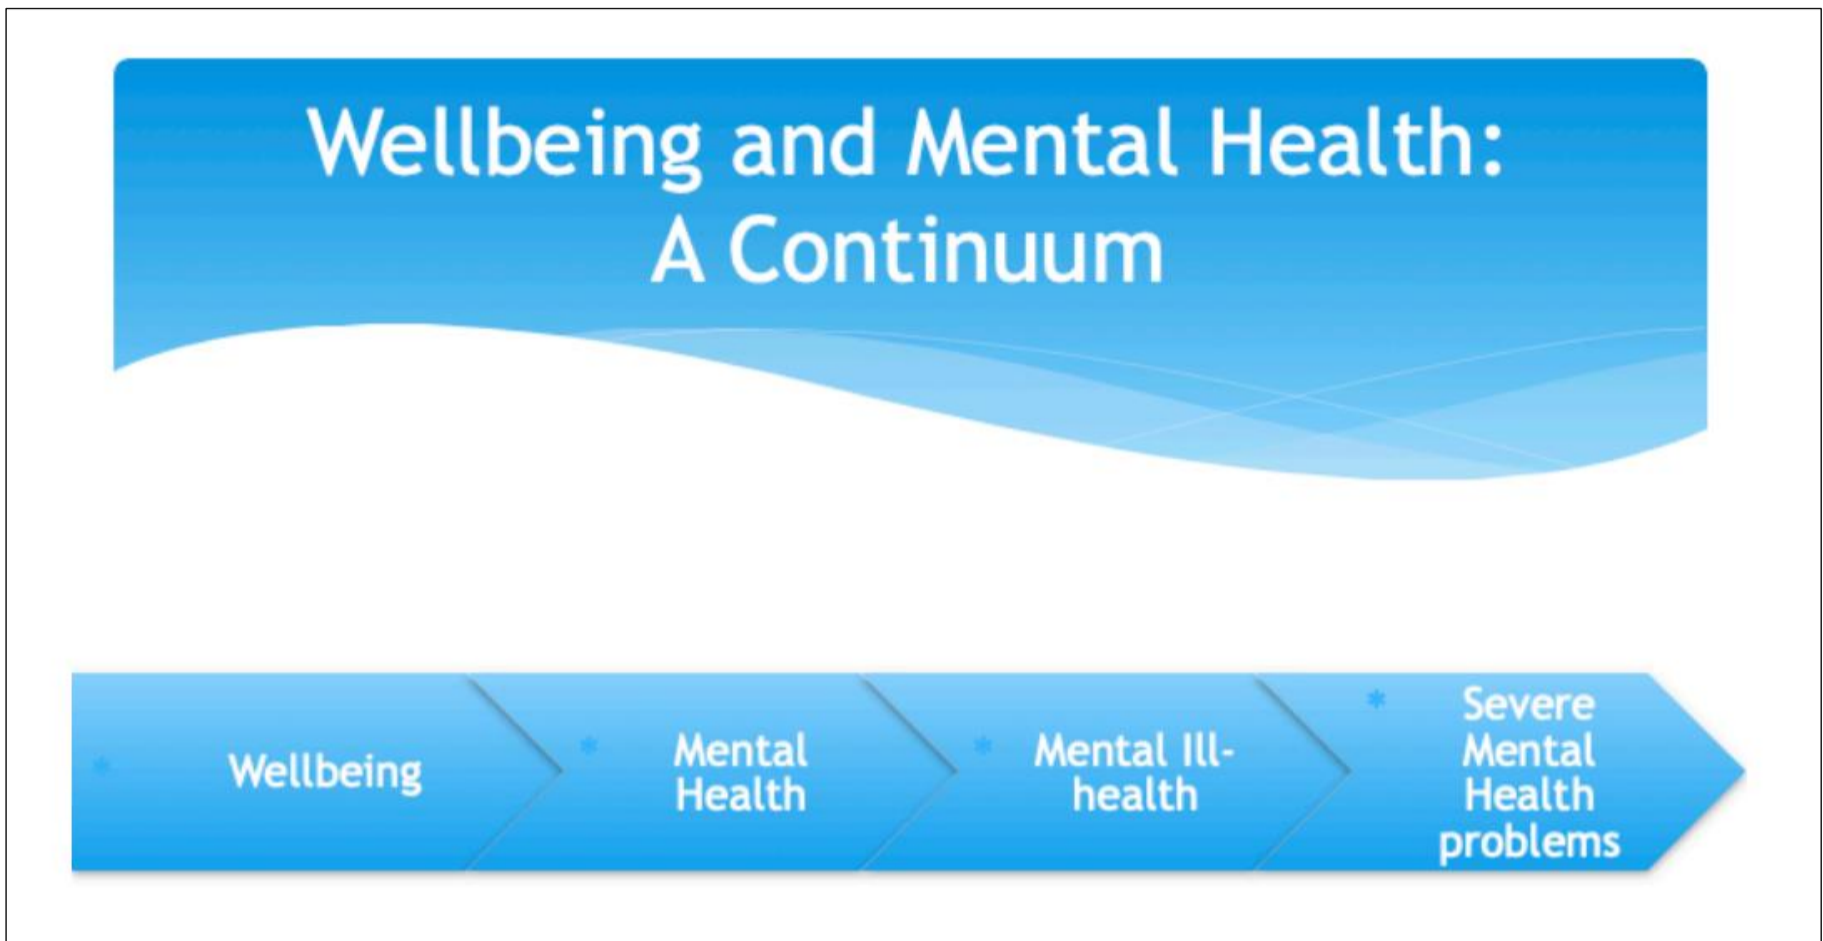 Wellbeing and Mental Health:
A Continuum
* Wellbeing
* Mental
Health
* Mental Ill-
health
* Severe
Mental
Health
problems